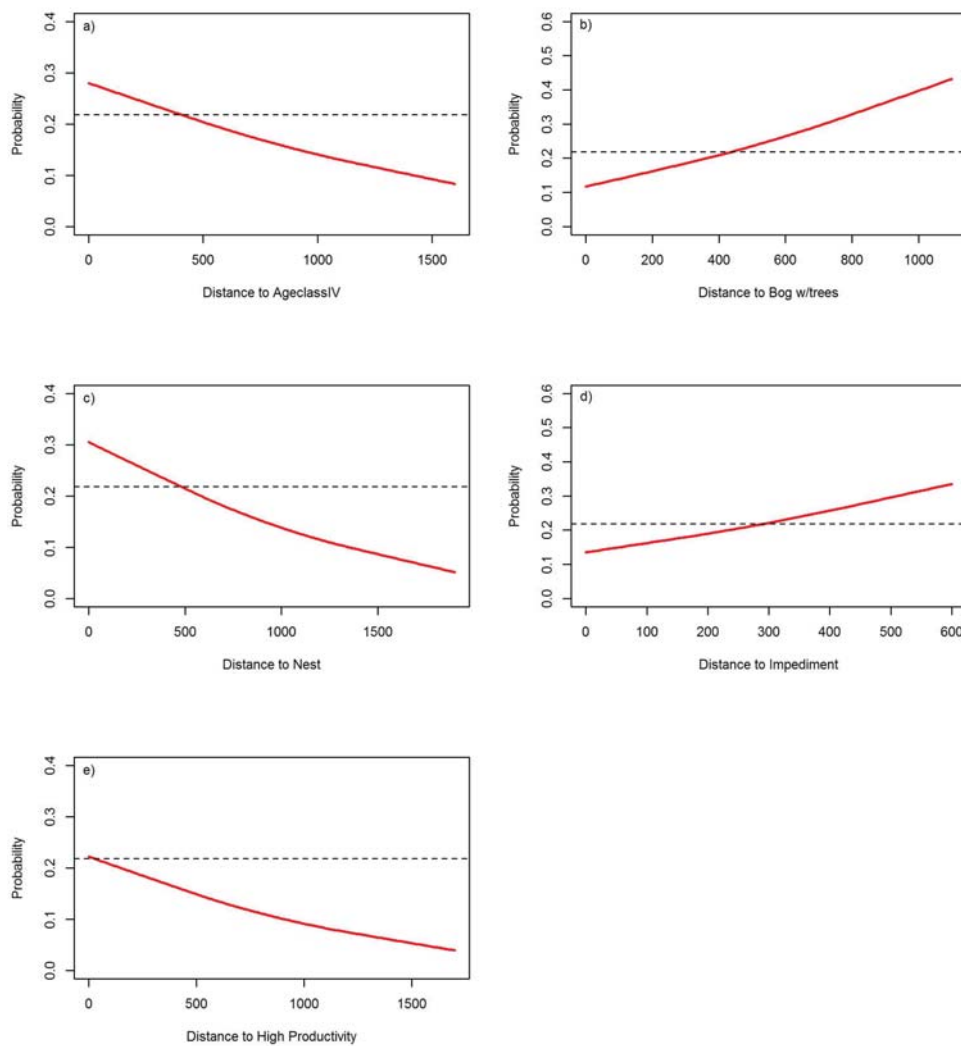 a)
Probability
0.4
0.3
0.2
0.1
0.0
0 500 1000 1500
Distance to AgeclassIV
b)
Probability
0.6
0.5
0.4
0.3
0.2
0.1
0.0
0 200 400 600 800 1000
Distance to Bog w/trees
c)
Probability
0.4
0.3
0.2
0.1
0.0
0 500 1000 1500
Distance to Nest
d)
Probability
0.6
0.5
0.4
0.3
0.2
0.1
0.0
0 100 200 300 400 500 600
Distance to Impediment
e)
Probability
0.4
0.3
0.2
0.1
0.0
0 500 1000 1500
Distance to High Productivity